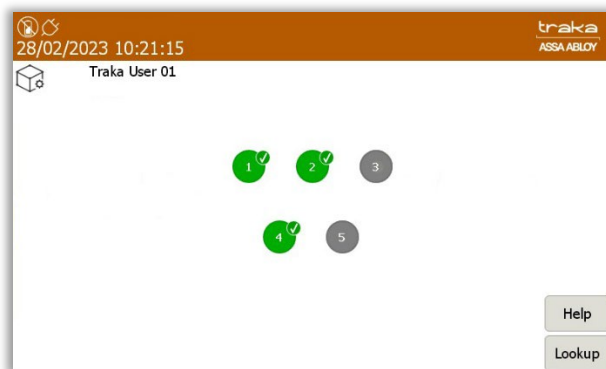 traka
28/02/2023 10:21:15
ASSA ABLOY
Traka User 01
1 2 3
4 5
Help
Lookup